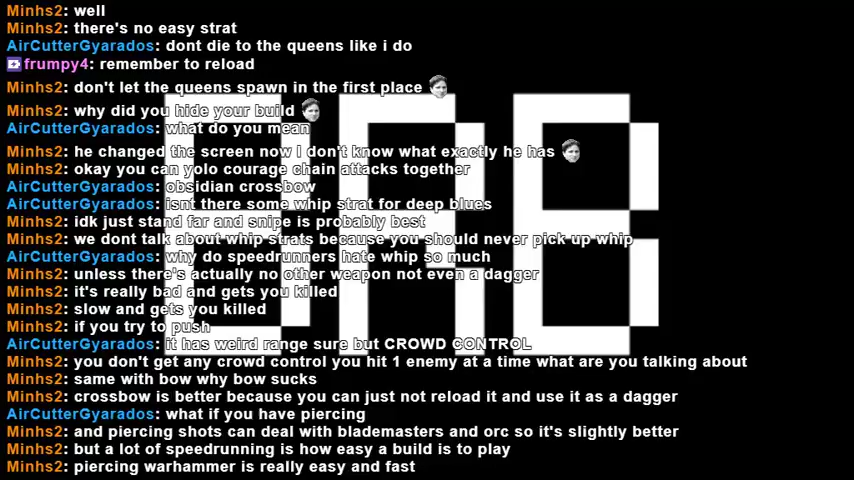 Minhs2: well
Minhs2: there's no easy strat
AirCutterGyarados: dont die to the queens like i do
frumpy4: remember to reload
Minhs2: don't let the queens spawn in the first place
Minhs2: why did you hide your build
AirCutterGyarados: what do you mean
Minhs2: he changed the screen now I don't know what exactly he has
Minhs2: okay you can yolo courage chain attacks together
AirCutterGyarados: obsidian crossbow
AirCutterGyarados: isnt there some whip strat for deep blues
Minhs2: idk just stand far and snipe is probably best
Minhs2: we dont talk about whip strats because you should never pick up whip
AirCutterGyarados: why do speedrunners hate whip so much
Minhs2: unless there's actually no other weapon not even a dagger
Minhs2: it's really bad and gets you killed
Minhs2: slow and gets you killed
Minhs2: if you try to push
AirCutterGyarados: it has weird range sure but CROWD CONTROL
Minhs2: you don't get any crowd control you hit 1 enemy at a time what are you talking about
Minhs2: same with bow why bow sucks
Minhs2: crossbow is better because you can just not reload it and use it as a dagger
AirCutterGyarados: what if you have piercing
Minhs2: and piercing shots can deal with blademasters and orc so it's slightly better
Minhs2: but a lot of speedrunning is how easy a build is to play
Minhs2: piercing warhammer is really easy and fast